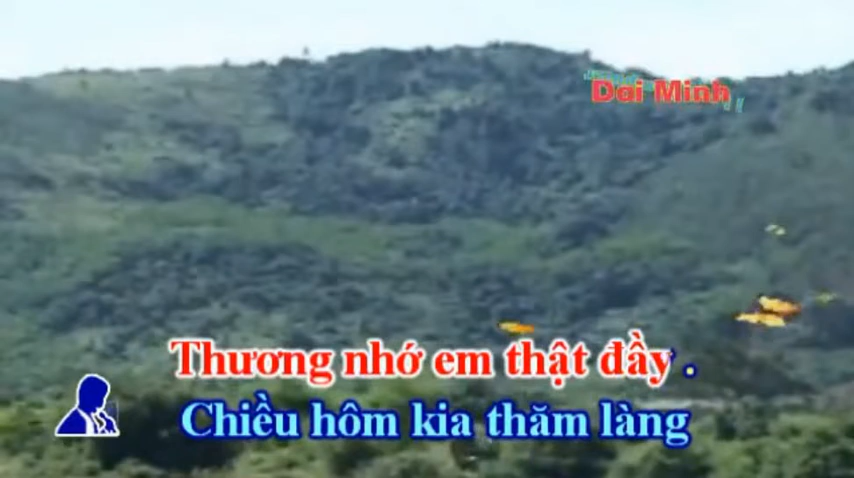 Dai Minh
Thương nhớ em thật đầy .
Chiều hôm kia thăm làng